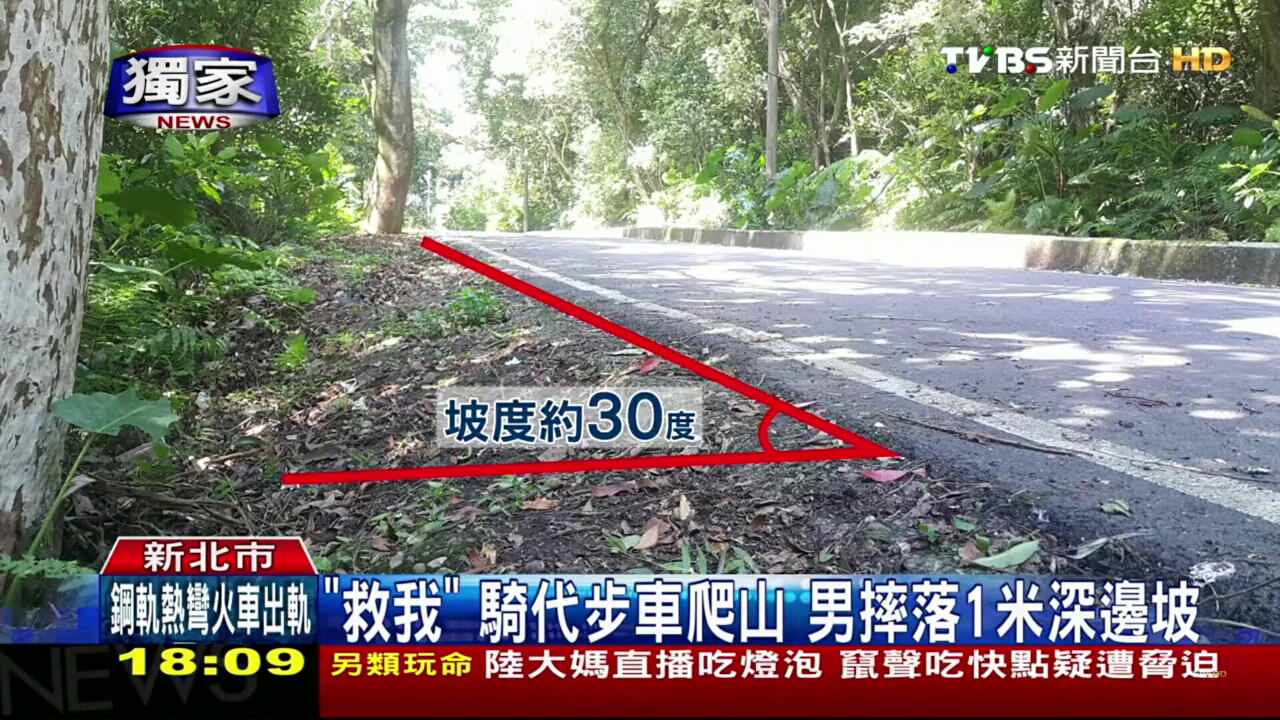 獨家
NEWS
TVBS新聞台 HD
坡度約30度
新北市
鋼軌熱彎火車出軌
"救我" 騎代步車爬山 男摔落1米深邊坡
18:09
另類玩命 陸大媽直播吃燈泡 竄聲吃快點疑遭脅迫
NEWS